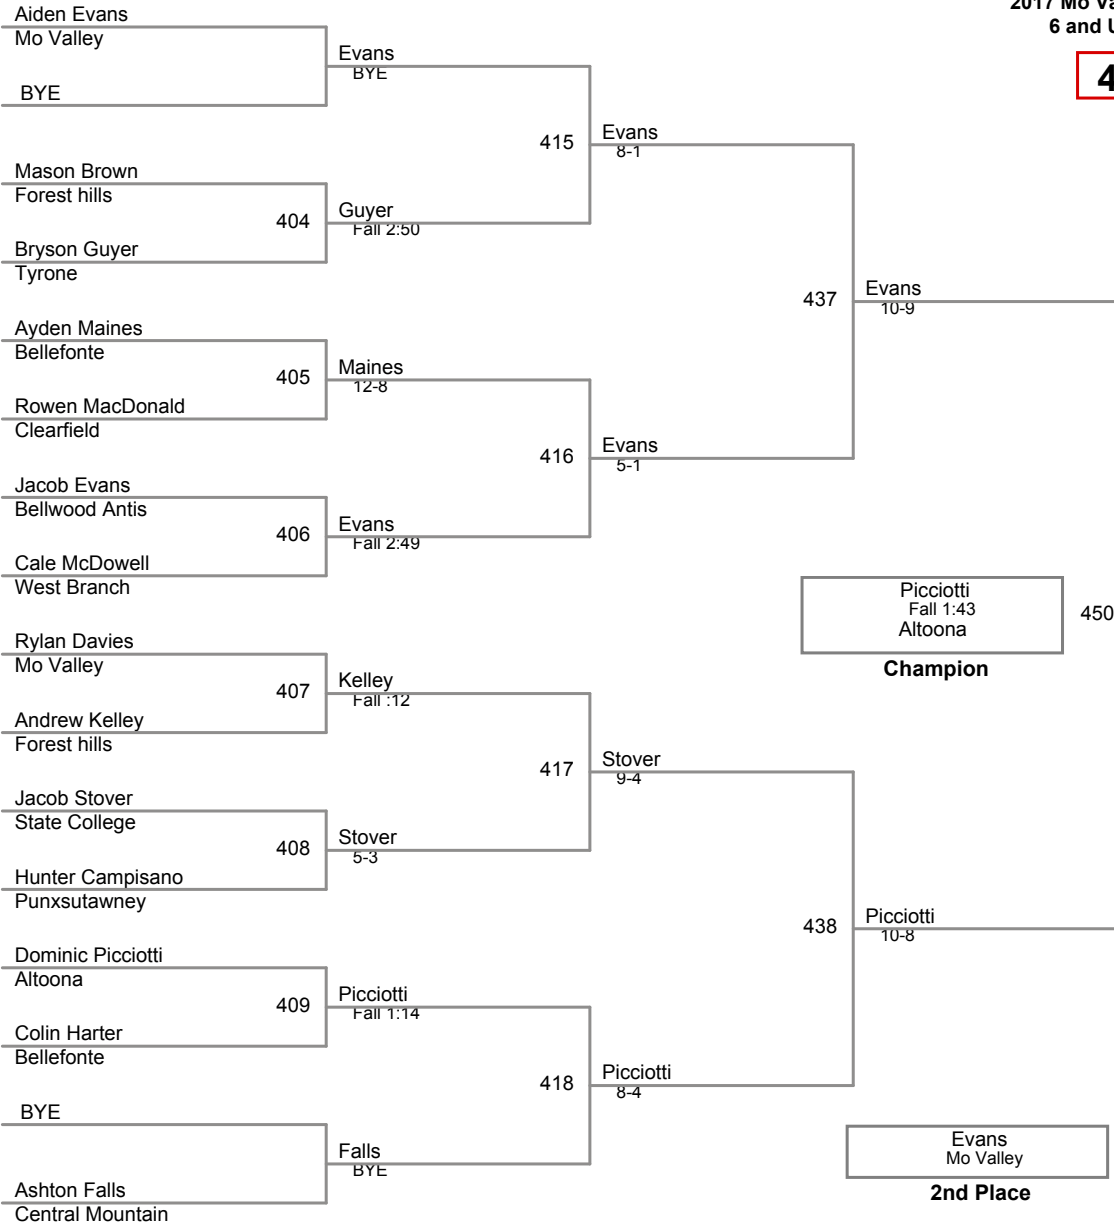 2017 Mo Va
6 and U
4
Aiden Evans
Mo Valley
BYE
Evans
BYE
415
Evans
8-1
Mason Brown
Forest hills
404
Bryson Guyer
Tyrone
Guyer
Fall 2:50
437
Evans
10-9
Ayden Maines
Bellefonte
405
Rowen MacDonald
Clearfield
Maines
12-8
416
Evans
5-1
Jacob Evans
Bellwood Antis
406
Cale McDowell
West Branch
Evans
Fall 2:49
Picciotti
Fall 1:43
Altoona
450
Champion
Rylan Davies
Mo Valley
407
Andrew Kelley
Forest hills
Kelley
Fall :12
417
Stover
9-4
Jacob Stover
State College
408
Hunter Campisano
Punxsutawney
Stover
5-3
438
Picciotti
10-8
Dominic Picciotti
Altoona
409
Colin Harter
Bellefonte
Picciotti
Fall 1:14
418
Picciotti
8-4
BYE
Ashton Falls
Central Mountain
Falls
BYE
Evans
Mo Valley
2nd Place